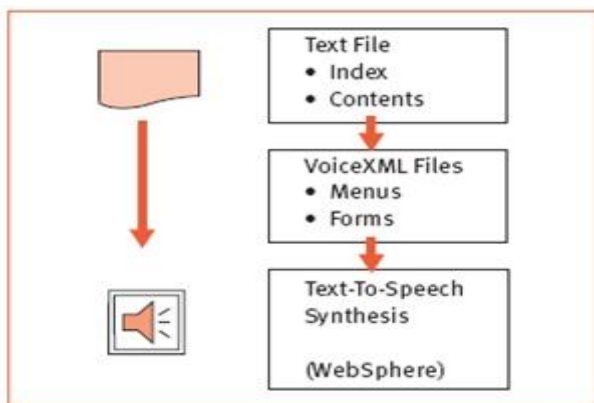 Text File
• Index
• Contents
VoiceXML Files
• Menus
• Forms
Text-To-Speech
Synthesis
(WebSphere)